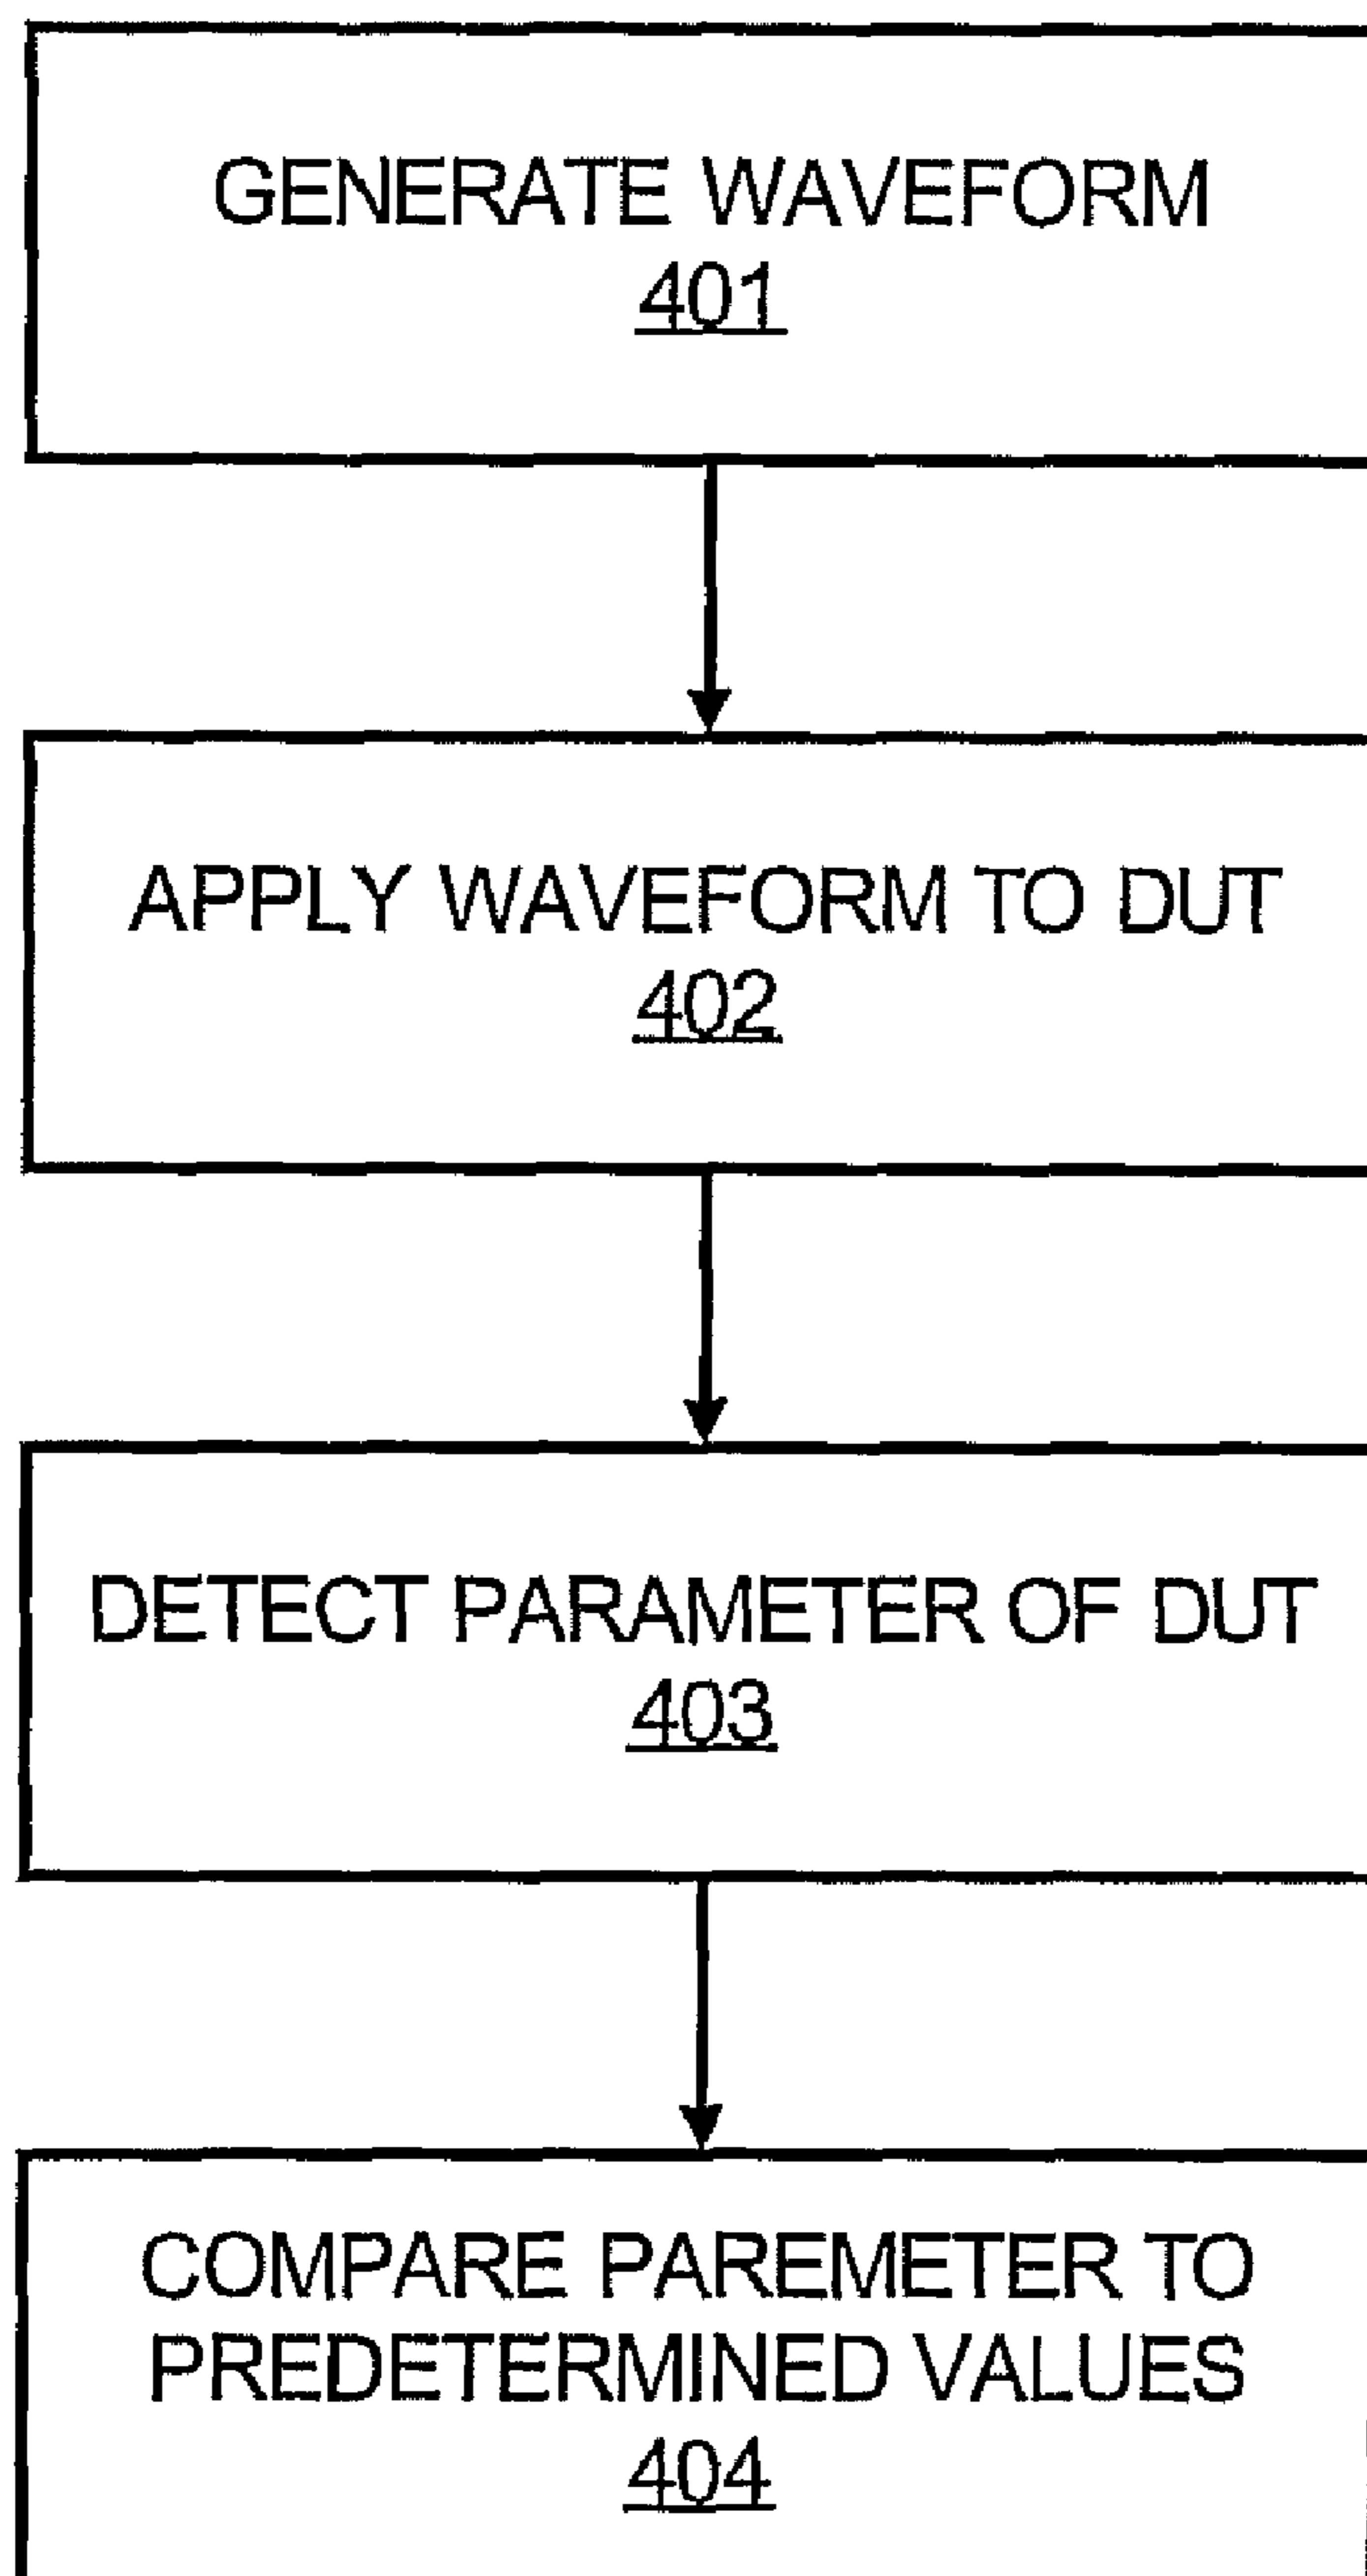 GENERATE WAVEFORM
401
APPLY WAVEFORM TO DUT
402
DETECT PARAMETER OF DUT
403
COMPARE PAREMETER TO
PREDETERMINED VALUES
404